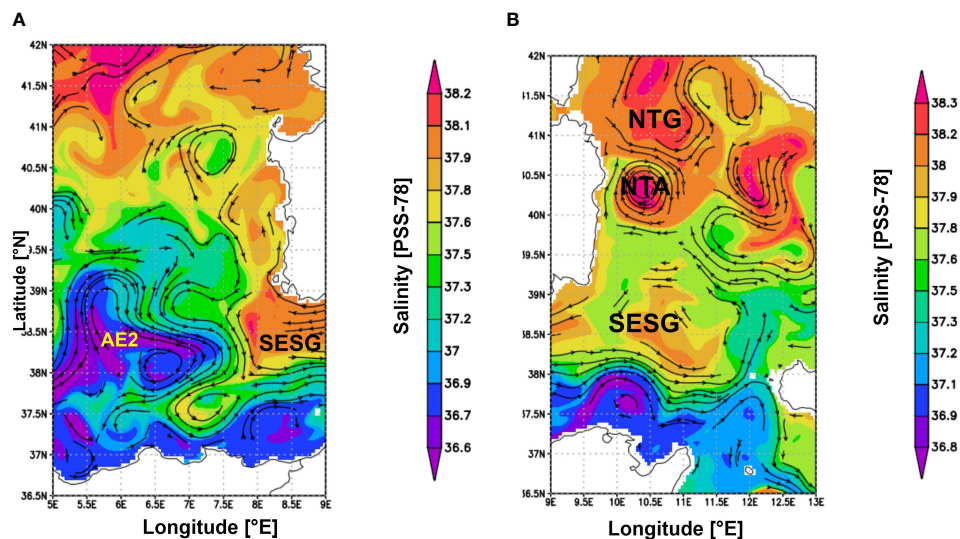 A
42N
41.5N
41N
40.5N
40N
39.5N
39N
38.5N
38N
37.5N
37N
36.5N
Latitude [°N]
AE2
SESG
5E 5.5E 6E 6.5E 7E 7.5E 8E 8.5E 9E
Longitude [°E]
Salinity [PSS-78]
38.2
38.1
37.9
37.8
37.6
37.5
37.3
37.2
37
36.9
36.7
36.6
B
42N
41.5N
41N
40.5N
40N
39.5N
39N
38.5N
38N
37.5N
37N
36.5N
NTG
NTA
SESG
9E 9.5E 10E 10.5E 11E 11.5E 12E 12.5E 13E
Longitude [°E]
Salinity [PSS-78]
38.3
38.2
38
37.9
37.8
37.6
37.5
37.3
37.2
37.1
36.9
36.8